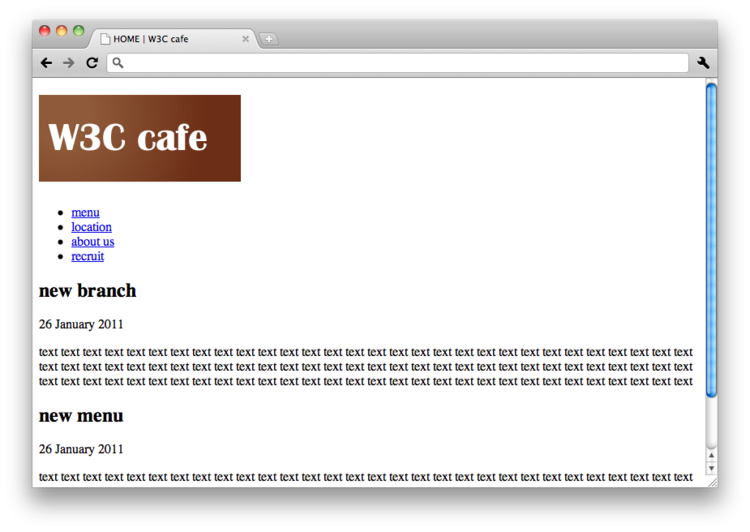 HOME | W3C cafe
W3C cafe
menu
location
about us
recruit
new branch
26 January 2011
text text text text text text text text text text text text text text text text text text text text text text text text text text text text text text
text text text text text text text text text text text text text text text text text text text text text text text text text text text text text text
text text text text text text text text text text text text text text text text text text text text text text text text text text text text text text
new menu
26 January 2011
text text text text text text text text text text text text text text text text text text text text text text text text text text text text text text